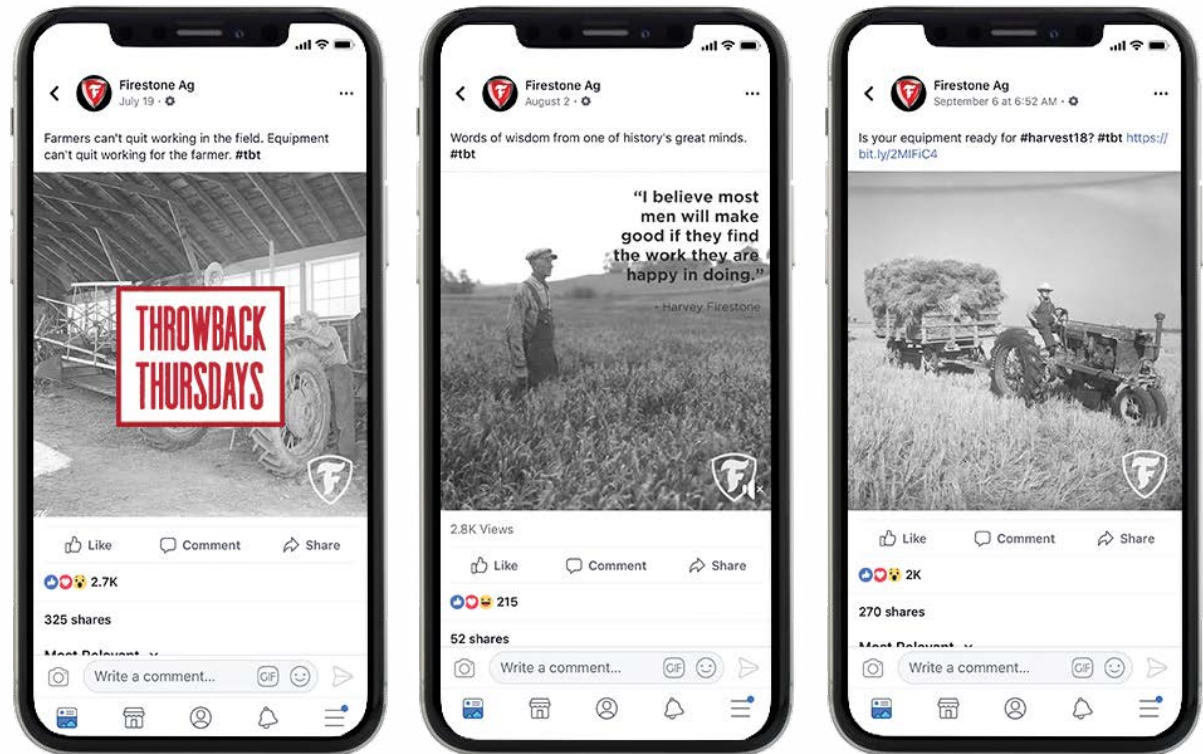 Firestone Ag
July 19
Farmers can't quit working in the field. Equipment
can't quit working for the farmer. #tbt
THROWBACK
THURSDAYS
F
Like Comment Share
2.7K
325 shares
Most Relevant
Write a comment... GIF
Firestone Ag
August 2
Words of wisdom from one of history's great minds.
#tbt
“I believe most
men will make
good if they find
the work they are
happy in doing.”
- Harvey Firestone
F
2.8K Views
Like Comment Share
215
52 shares
Write a comment... GIF
Firestone Ag
September 6 at 6:52 AM
Is your equipment ready for #harvest18? #tbt https://
bit.ly/2MIFiC4
F
Like Comment Share
2K
270 shares
Most Relevant
Write a comment... GIF